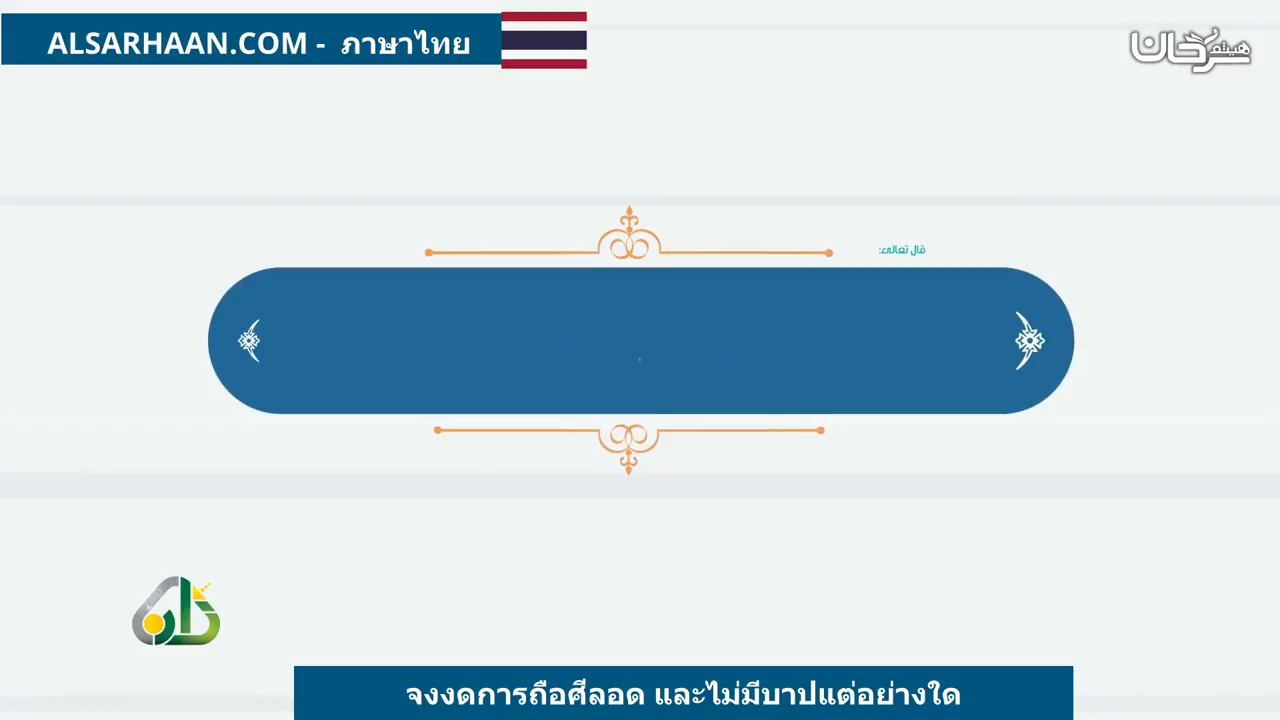 ALSARHAAN.COM - ภาษาไทย
هيثم سرحان
قال تعالى:
จงงดการถือศีลอด และไม่มีบาปแต่อย่างใด